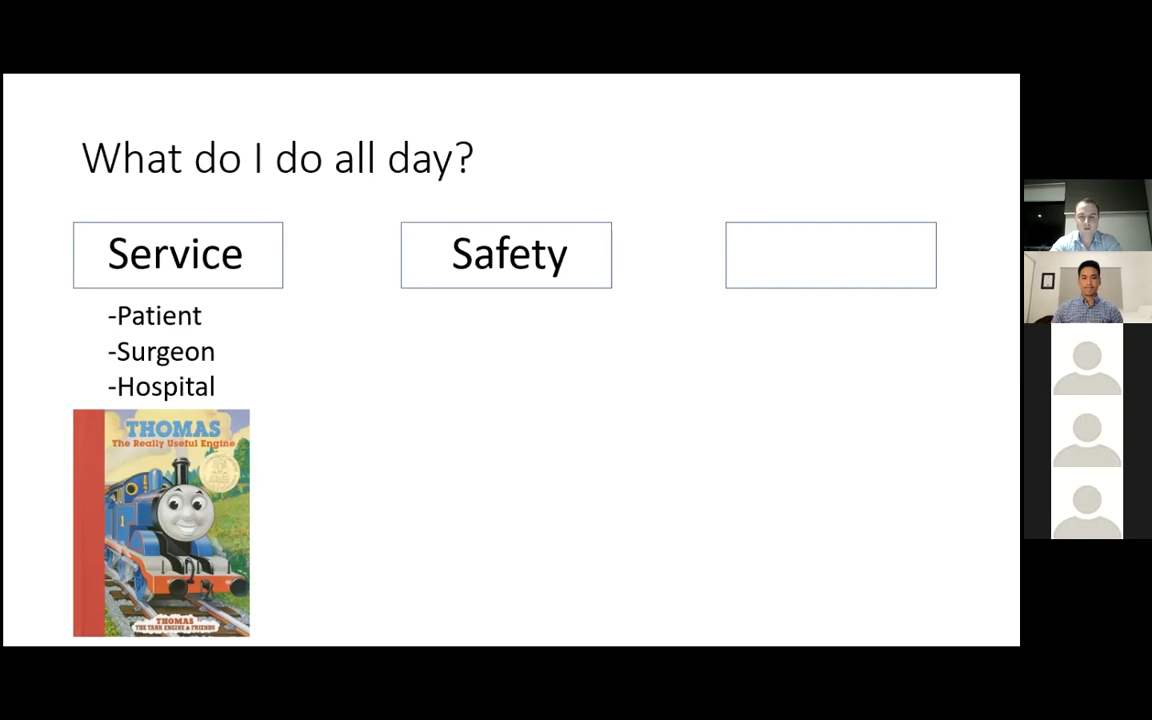 What do I do all day?
Service
Safety
-Patient
-Surgeon
-Hospital
THOMAS
The Really Useful Engine
1
THOMAS
THE TANK ENGINE & FRIENDS